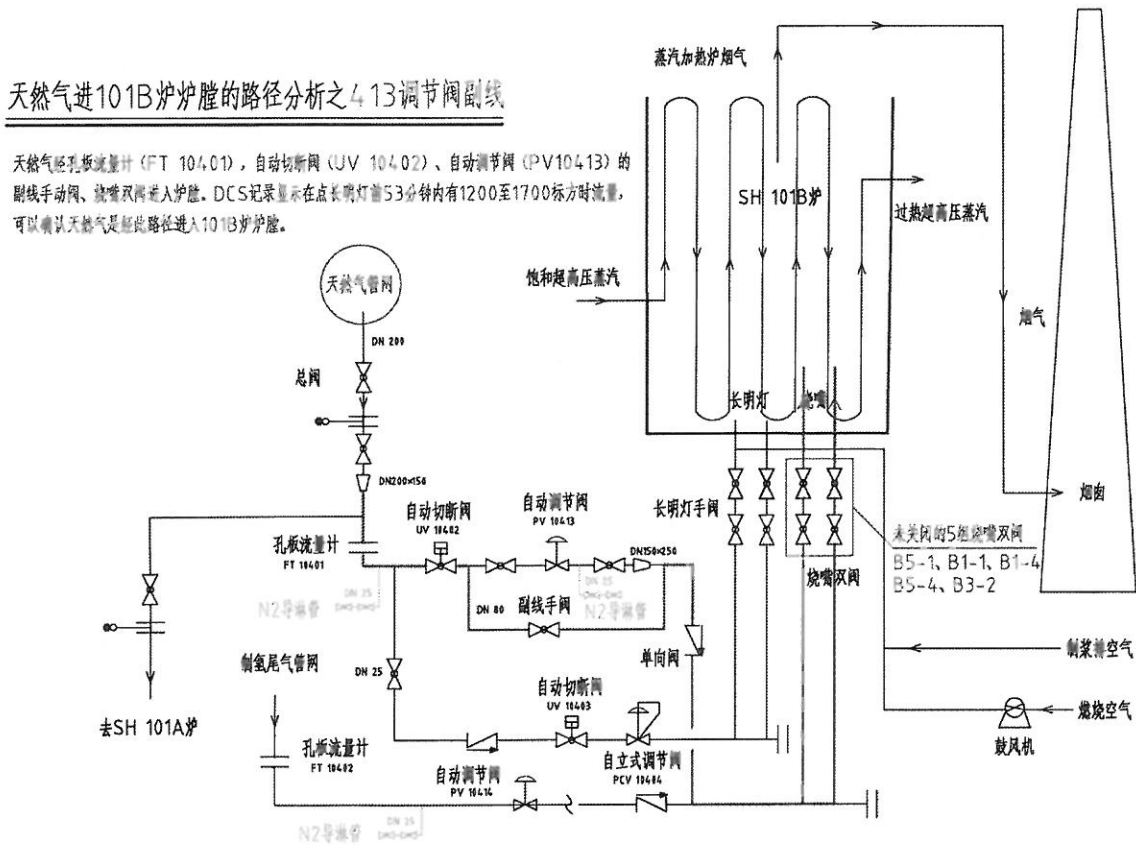 天然气进101B炉炉膛的路径分析之413调节阀副线
天然气经孔板流量计(FT 10401),自动切断阀(UV 10402)、自动调节阀(PV10413)的
副线手动阀、烧嘴双阀进入炉膛。DCS记录显示在点长明灯前53分钟内有1200至1700标方时流量,
可以确认天然气是经此路径进入101B炉炉膛。
蒸汽加热炉烟气
SH 101B炉
过热超高压蒸汽
饱和超高压蒸汽
烟气
天然气管网
DN 200
总阀
长明灯
烧嘴
DN200×150
烟囱
自动切断阀
UV 10402
自动调节阀
PV 10413
长明灯手阀
孔板流量计
FT 10401
DN150×250
未关闭的5组烧嘴双阀
B5-1、B1-1、B1-4
B5-4、B3-2
烧嘴双阀
DN 25
N2导淋管
DN 80
副线手阀
DN 25
N2导淋管
制氢尾气管网
DN 25
单向阀
制浆排空气
自动切断阀
UV 10403
去SH 101A炉
燃烧空气
鼓风机
孔板流量计
FT 10402
自立式调节阀
PCV 10404
自动调节阀
PV 10414
DN 25
N2导淋管